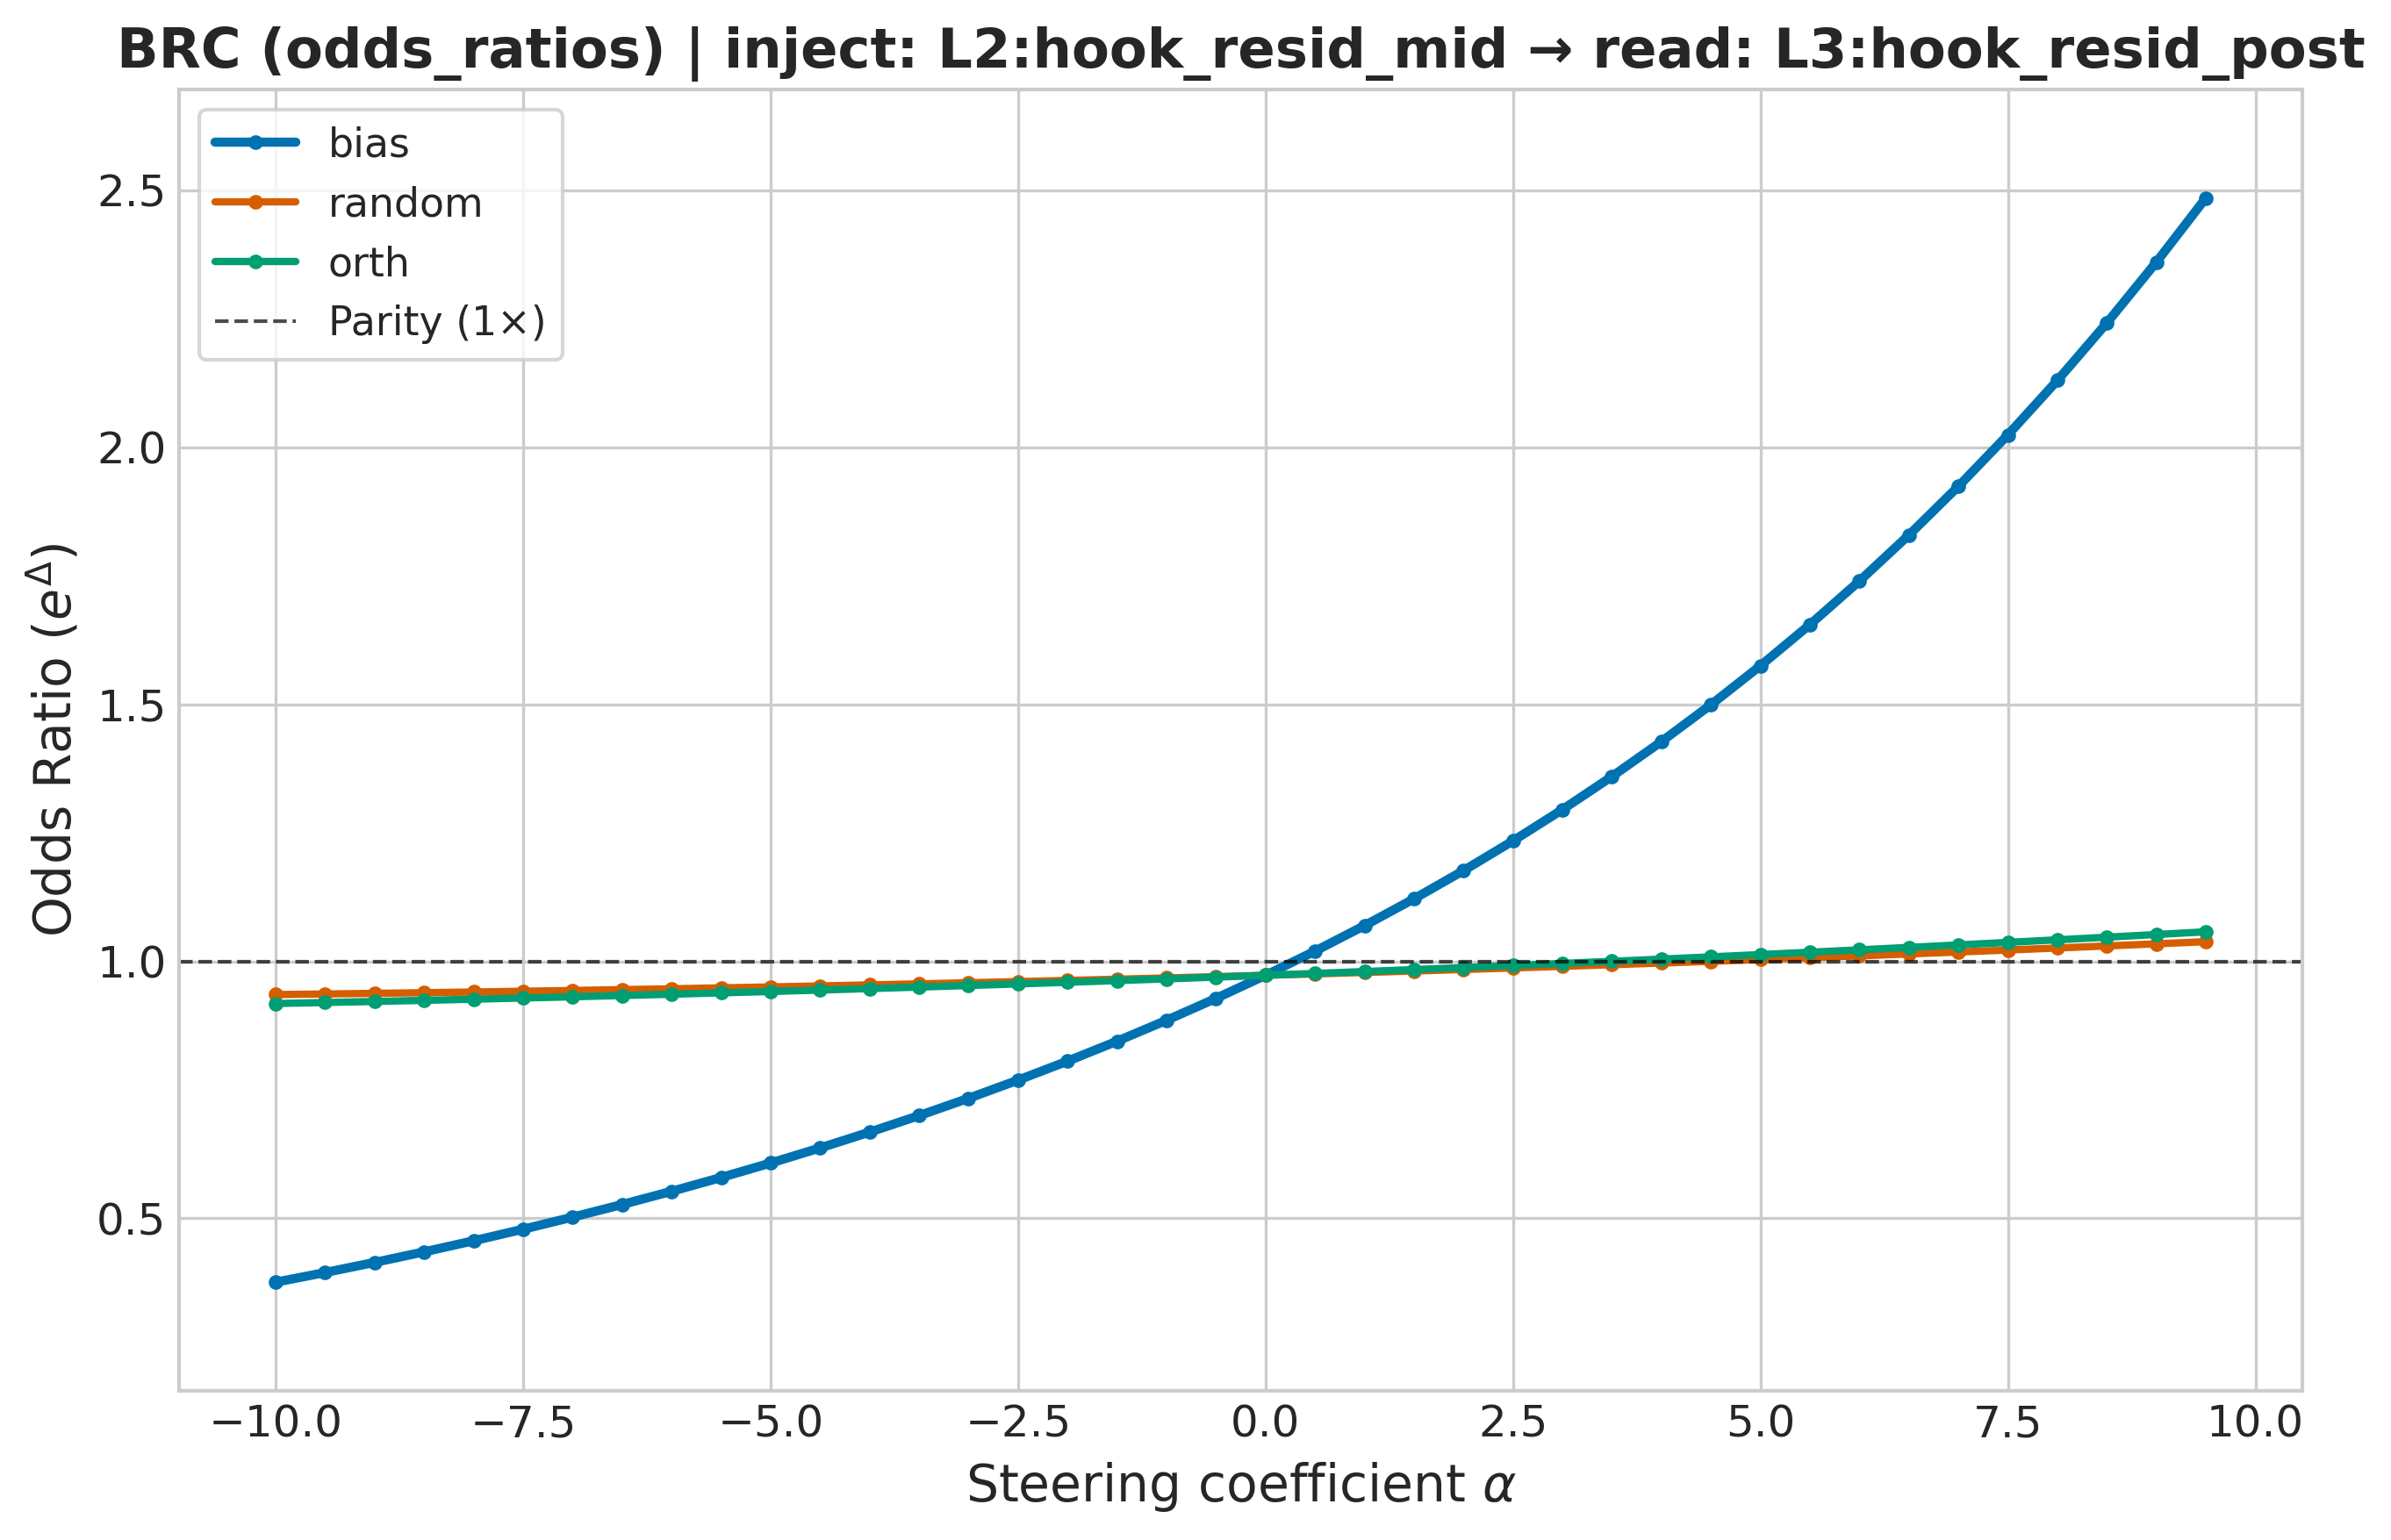 BRC (odds_ratios) | inject: L2:hook_resid_mid → read: L3:hook_resid_post
bias
random
orth
Parity (1×)
Odds Ratio (e^Δ)
2.5
2.0
1.5
1.0
0.5
−10.0 −7.5 −5.0 −2.5 0.0 2.5 5.0 7.5 10.0
Steering coefficient α